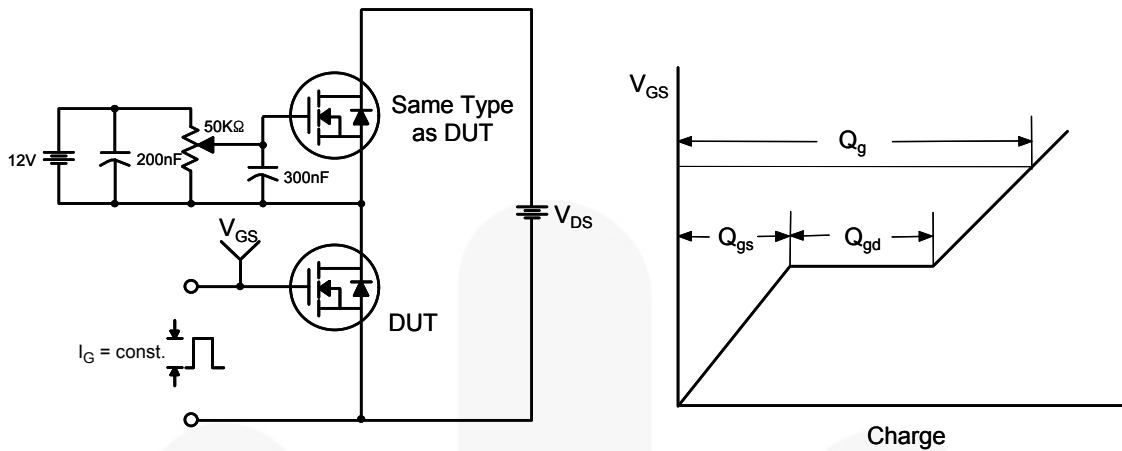 Same Type
as DUT
50KΩ
12V
200nF
300nF
V_GS
V_DS
DUT
I_G = const.
V_GS
Q_g
Q_gs
Q_gd
Charge